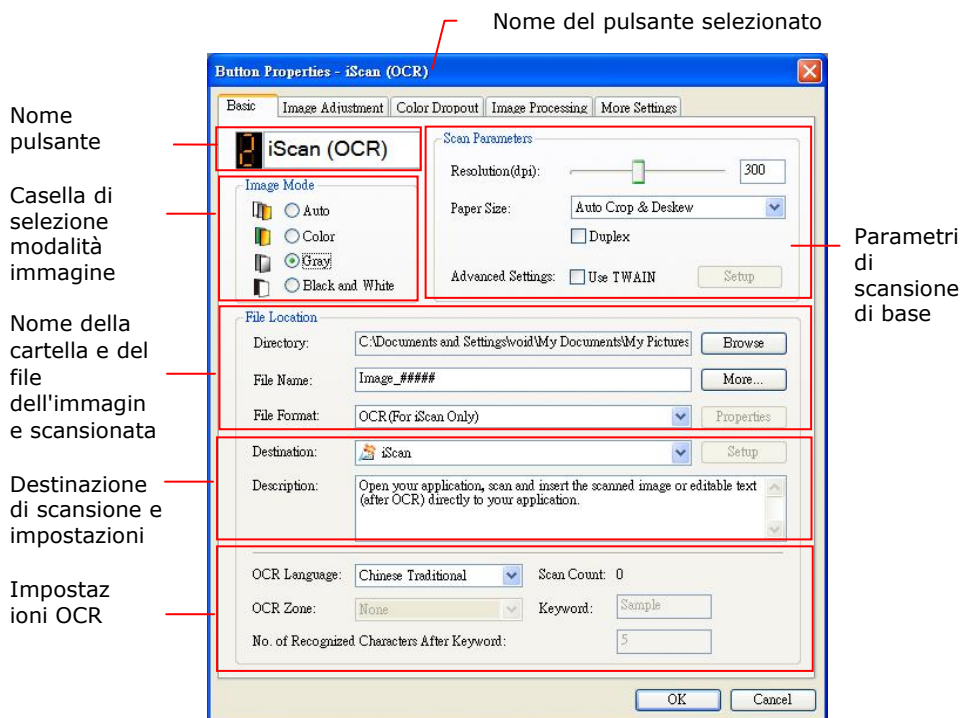 Nome del pulsante selezionato
Button Properties - iScan (OCR)
Basic
Image Adjustment
Color Dropout
Image Processing
More Settings
Nome
pulsante
2
iScan (OCR)
Casella di
selezione
modalità
immagine
Image Mode
Auto
Color
Gray
Black and White
Scan Parameters
Resolution(dpi):
300
Paper Size:
Auto Crop & Deskew
Duplex
Advanced Settings:
Use TWAIN
Setup
Parametri
di
scansione
di base
Nome della
cartella e del
file
dell'immagin
e scansionata
File Location
Directory:
C:\Documents and Settings\void\My Documents\My Pictures
Browse
File Name:
Image_#####
More...
File Format:
OCR(For iScan Only)
Properties
Destinazione
di scansione e
impostazioni
Destination:
iScan
Setup
Description:
Open your application, scan and insert the scanned image or editable text
(after OCR) directly to your application.
Impostaz
ioni OCR
OCR Language:
Chinese Traditional
Scan Count: 0
OCR Zone:
None
Keyword:
Sample
No. of Recognized Characters After Keyword:
5
OK
Cancel